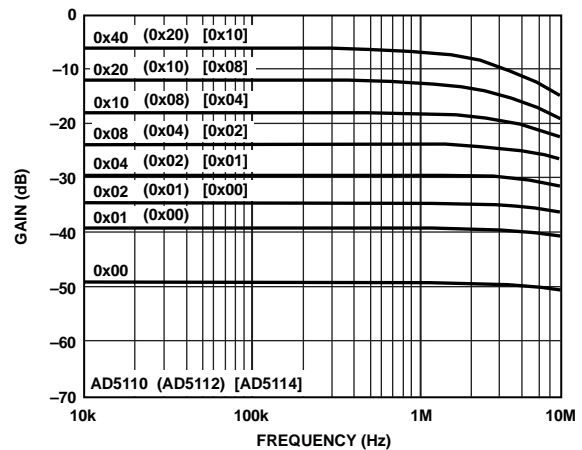 0
–10
–20
–30
–40
–50
–60
–70
GAIN (dB)
0x40 (0x20) [0x10]
0x20 (0x10) [0x08]
0x10 (0x08) [0x04]
0x08 (0x04) [0x02]
0x04 (0x02) [0x01]
0x02 (0x01) [0x00]
0x01 (0x00)
0x00
AD5110 (AD5112) [AD5114]
10k 100k 1M 10M
FREQUENCY (Hz)